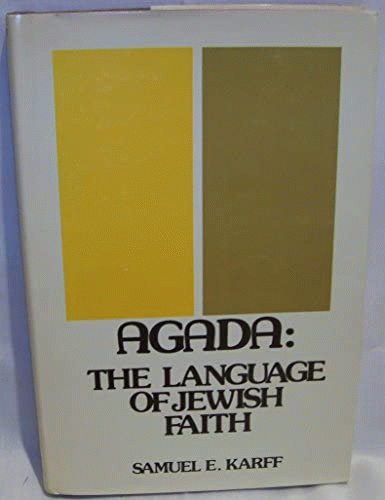 AGADA:
THE LANGUAGE
OF JEWISH
FAITH
SAMUEL E. KARFF